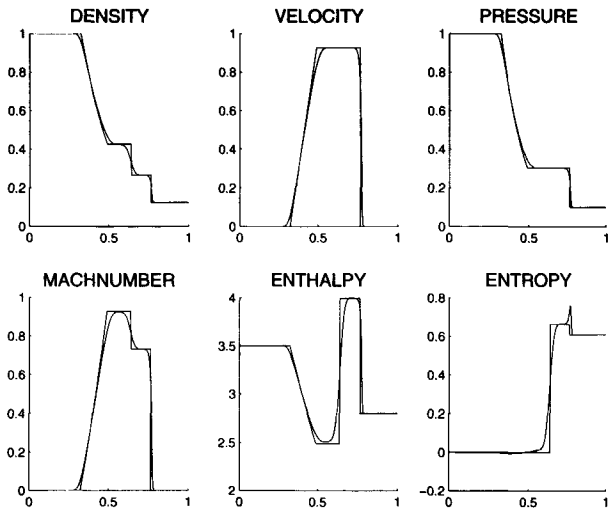 DENSITY VELOCITY PRESSURE
1 1 1
0.8 0.8 0.8
0.6 0.6 0.6
0.4 0.4 0.4
0.2 0.2 0.2
0 0 0
0 0.5 1 0 0.5 1 0 0.5 1
MACHNUMBER ENTHALPY ENTROPY
1 4 0.8
0.8 3.5 0.6
0.6 3 0.4
0.4 2.5 0.2
0.2 2 0
0 -0.2
0 0.5 1 0 0.5 1 0 0.5 1